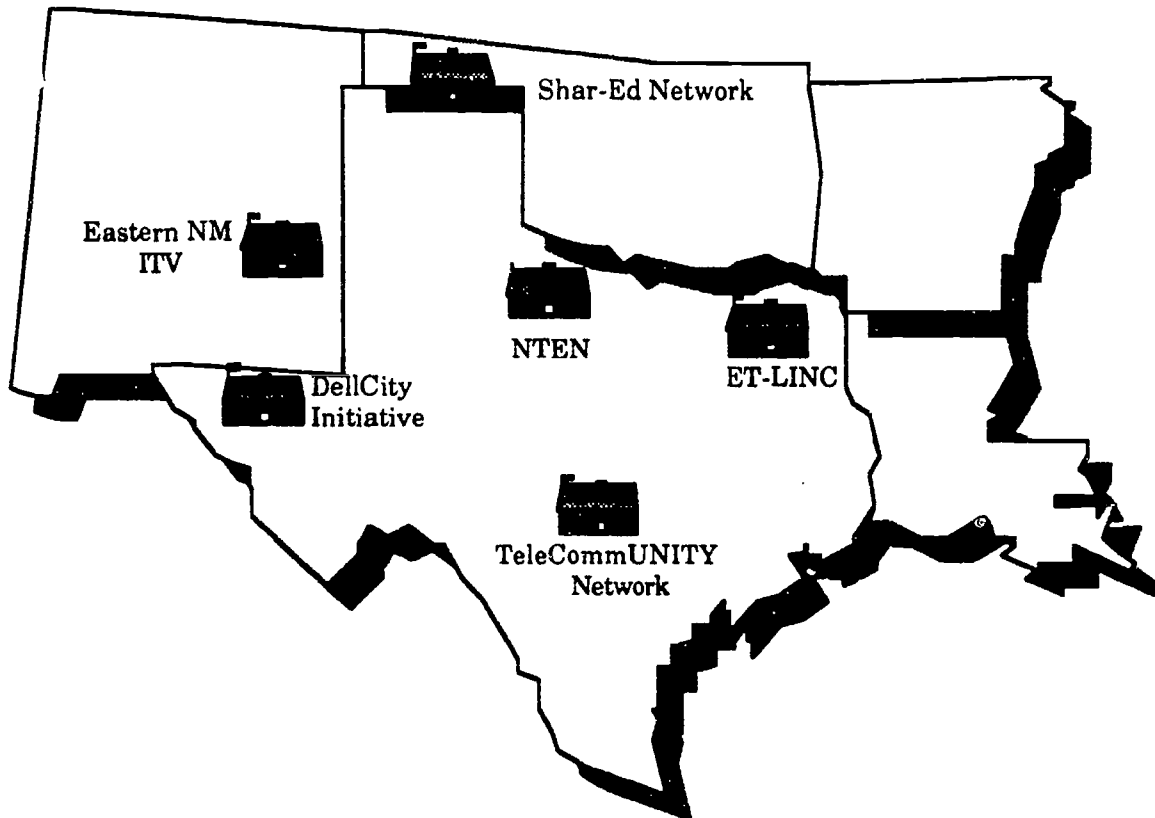 Shar-Ed Network
Eastern NM
ITV
NTEN
ET-LINC
DellCity
Initiative
TeleCommUNITY
Network